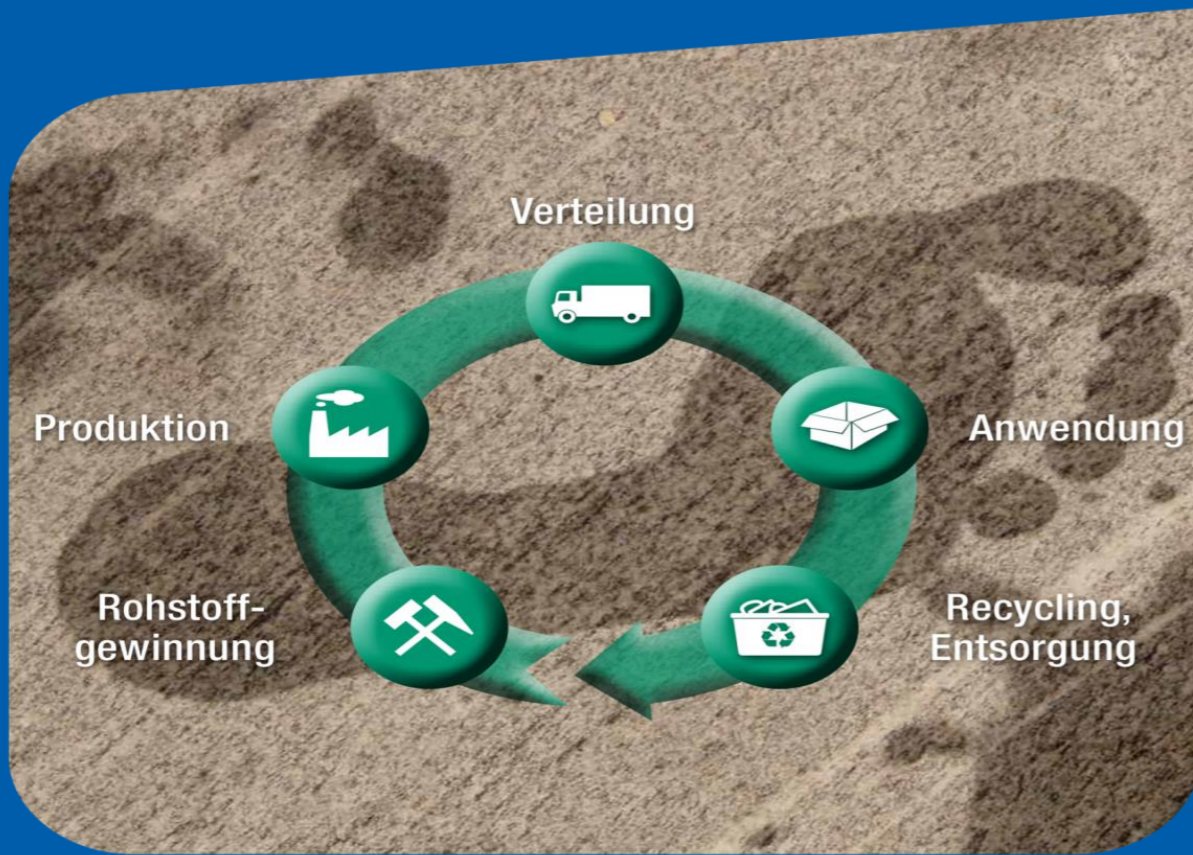 Verteilung
Produktion
Anwendung
Rohstoff-
gewinnung
Recycling,
Entsorgung